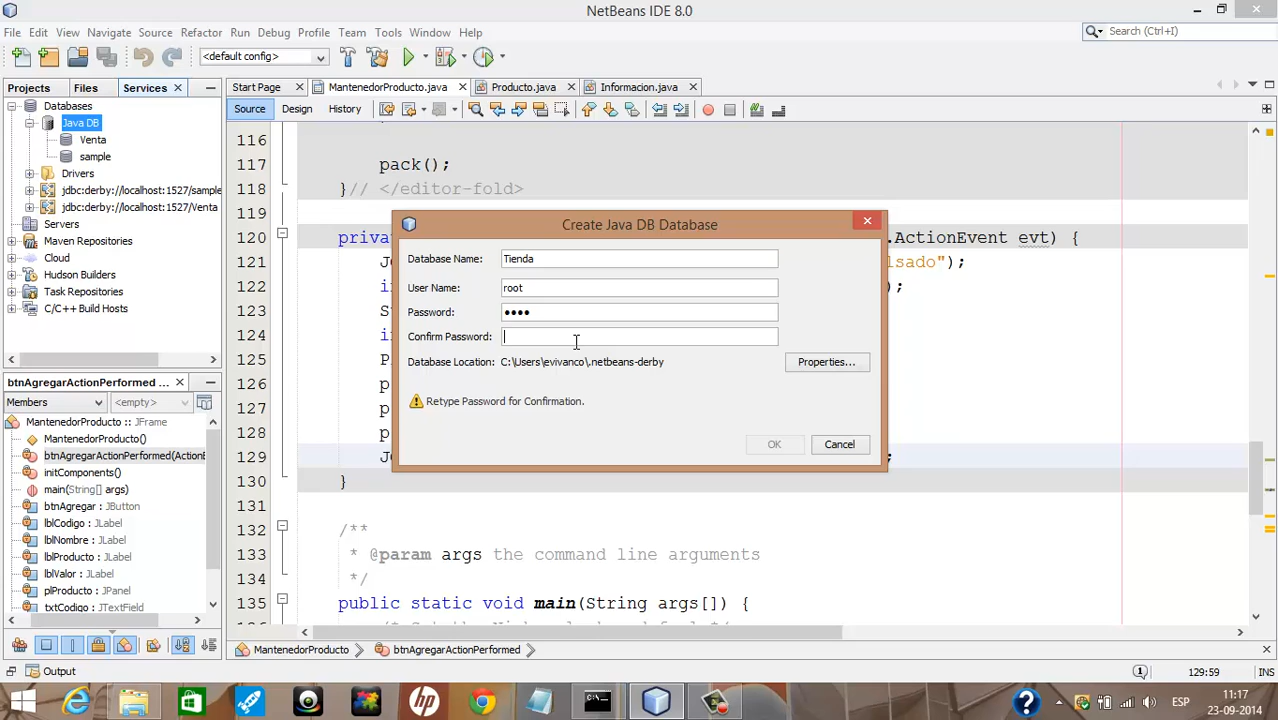 NetBeans IDE 8.0
File Edit View Navigate Source Refactor Run Debug Profile Team Tools Window Help
Search (Ctrl+I)
<default config>
Projects Files Services
Start Page MantenedorProducto.java Producto.java Informacion.java
Source Design History
Databases
Java DB
Venta
sample
Drivers
jdbc:derby://localhost:1527/sample
jdbc:derby://localhost:1527/Venta
Servers
Maven Repositories
Cloud
Hudson Builders
Task Repositories
C/C++ Build Hosts
btnAgregarActionPerformed ...
Members <empty>
MantenedorProducto :: JFrame
MantenedorProducto()
btnAgregarActionPerformed(ActionE
initComponents()
main(String[] args)
btnAgregar : JButton
lblCodigo : JLabel
lblNombre : JLabel
lblProducto : JLabel
lblValor : JLabel
plProducto : JPanel
txtCodigo : JTextField
116
117 pack();
118 }// </editor-fold>
119
120 .ActionEvent evt) {
121 lsado");
122 ;
123
124
125
126
127
128
129 ;
130 }
131
132 /**
133 * @param args the command line arguments
134 */
135 public static void main(String args[]) {
Create Java DB Database
Database Name: Tienda
User Name: root
Password: ••••
Confirm Password:
Database Location: C:\Users\evivanco\.netbeans-derby
Properties...
Retype Password for Confirmation.
OK Cancel
MantenedorProducto btnAgregarActionPerformed
Output
1 129:59 INS
hp
ESP
11:17
23-09-2014